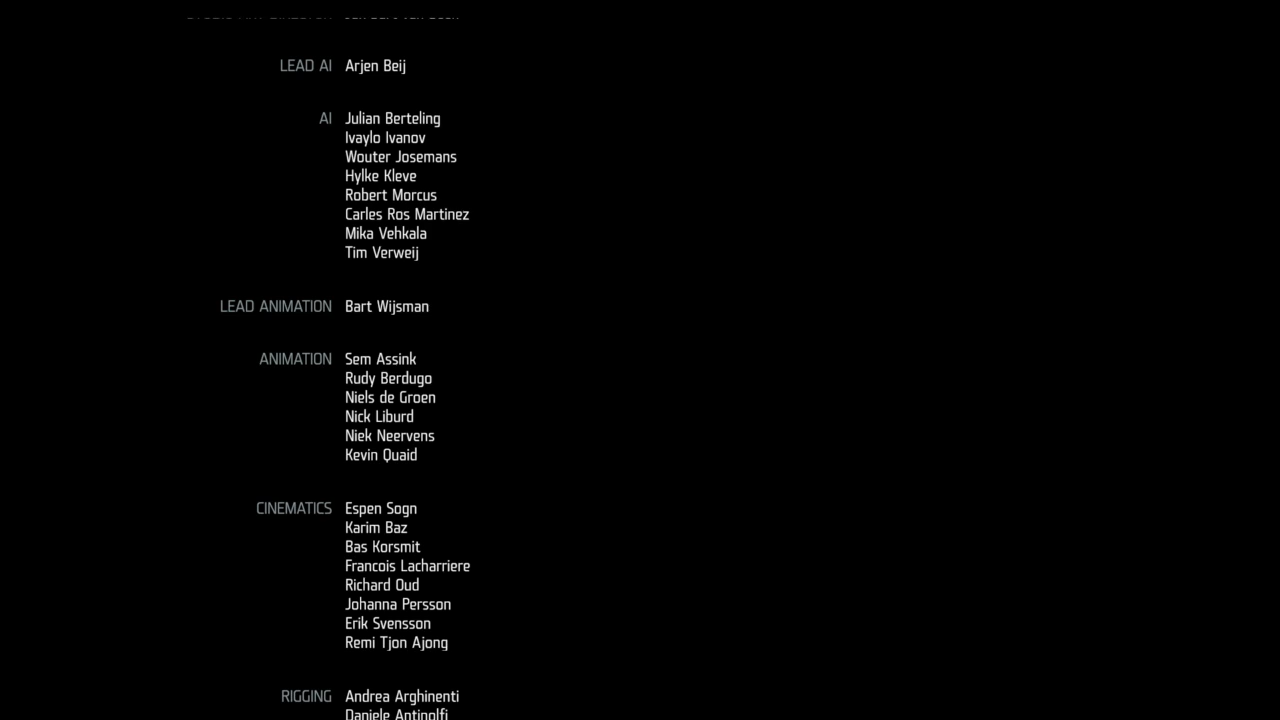 LEAD AI Arjen Beij
AI Julian Berteling
Ivaylo Ivanov
Wouter Josemans
Hylke Kleve
Robert Morcus
Carles Ros Martinez
Mika Vehkala
Tim Verweij
LEAD ANIMATION Bart Wijsman
ANIMATION Sem Assink
Rudy Berdugo
Niels de Groen
Nick Liburd
Niek Neervens
Kevin Quaid
CINEMATICS Espen Sogn
Karim Baz
Bas Korsmit
Francois Lacharriere
Richard Oud
Johanna Persson
Erik Svensson
Remi Tjon Ajong
RIGGING Andrea Arghinenti
Daniele Antinolfi